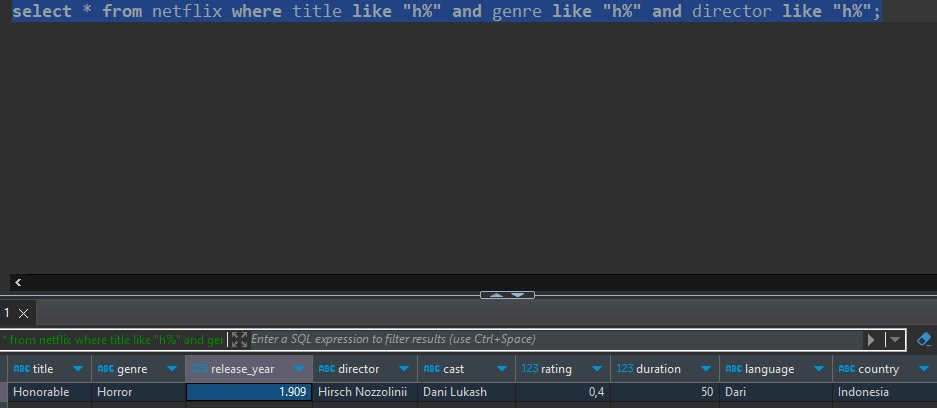 select * from netflix where title like "h%" and genre like "h%" and director like "h%";
1
* from netflix where title like "h%" and ger Enter a SQL expression to filter results (use Ctrl+Space)
ABC title ABC genre 123 release_year ABC director ABC cast 123 rating 123 duration ABC language ABC country
Honorable Horror 1.909 Hirsch Nozzolinii Dani Lukash 0,4 50 Dari Indonesia